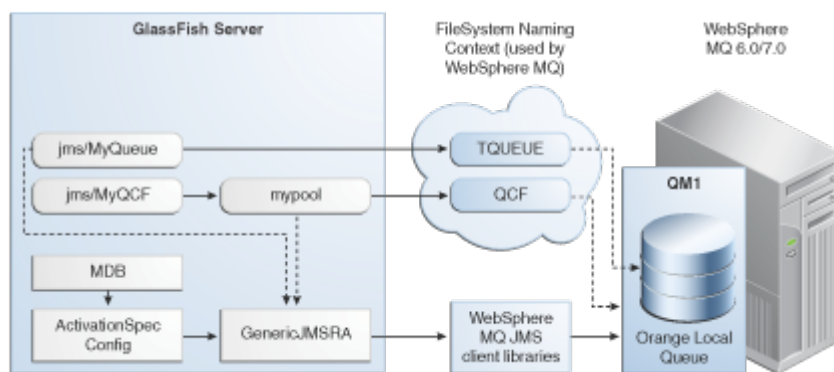 GlassFish Server
FileSystem Naming
Context (used by
WebSphere MQ)
WebSphere
MQ 6.0/7.0
jms/MyQueue
TQUEUE
jms/MyQCF
mypool
QCF
QM1
MDB
ActivationSpec
Config
GenericJMSRA
WebSphere
MQ JMS
client libraries
Orange Local
Queue